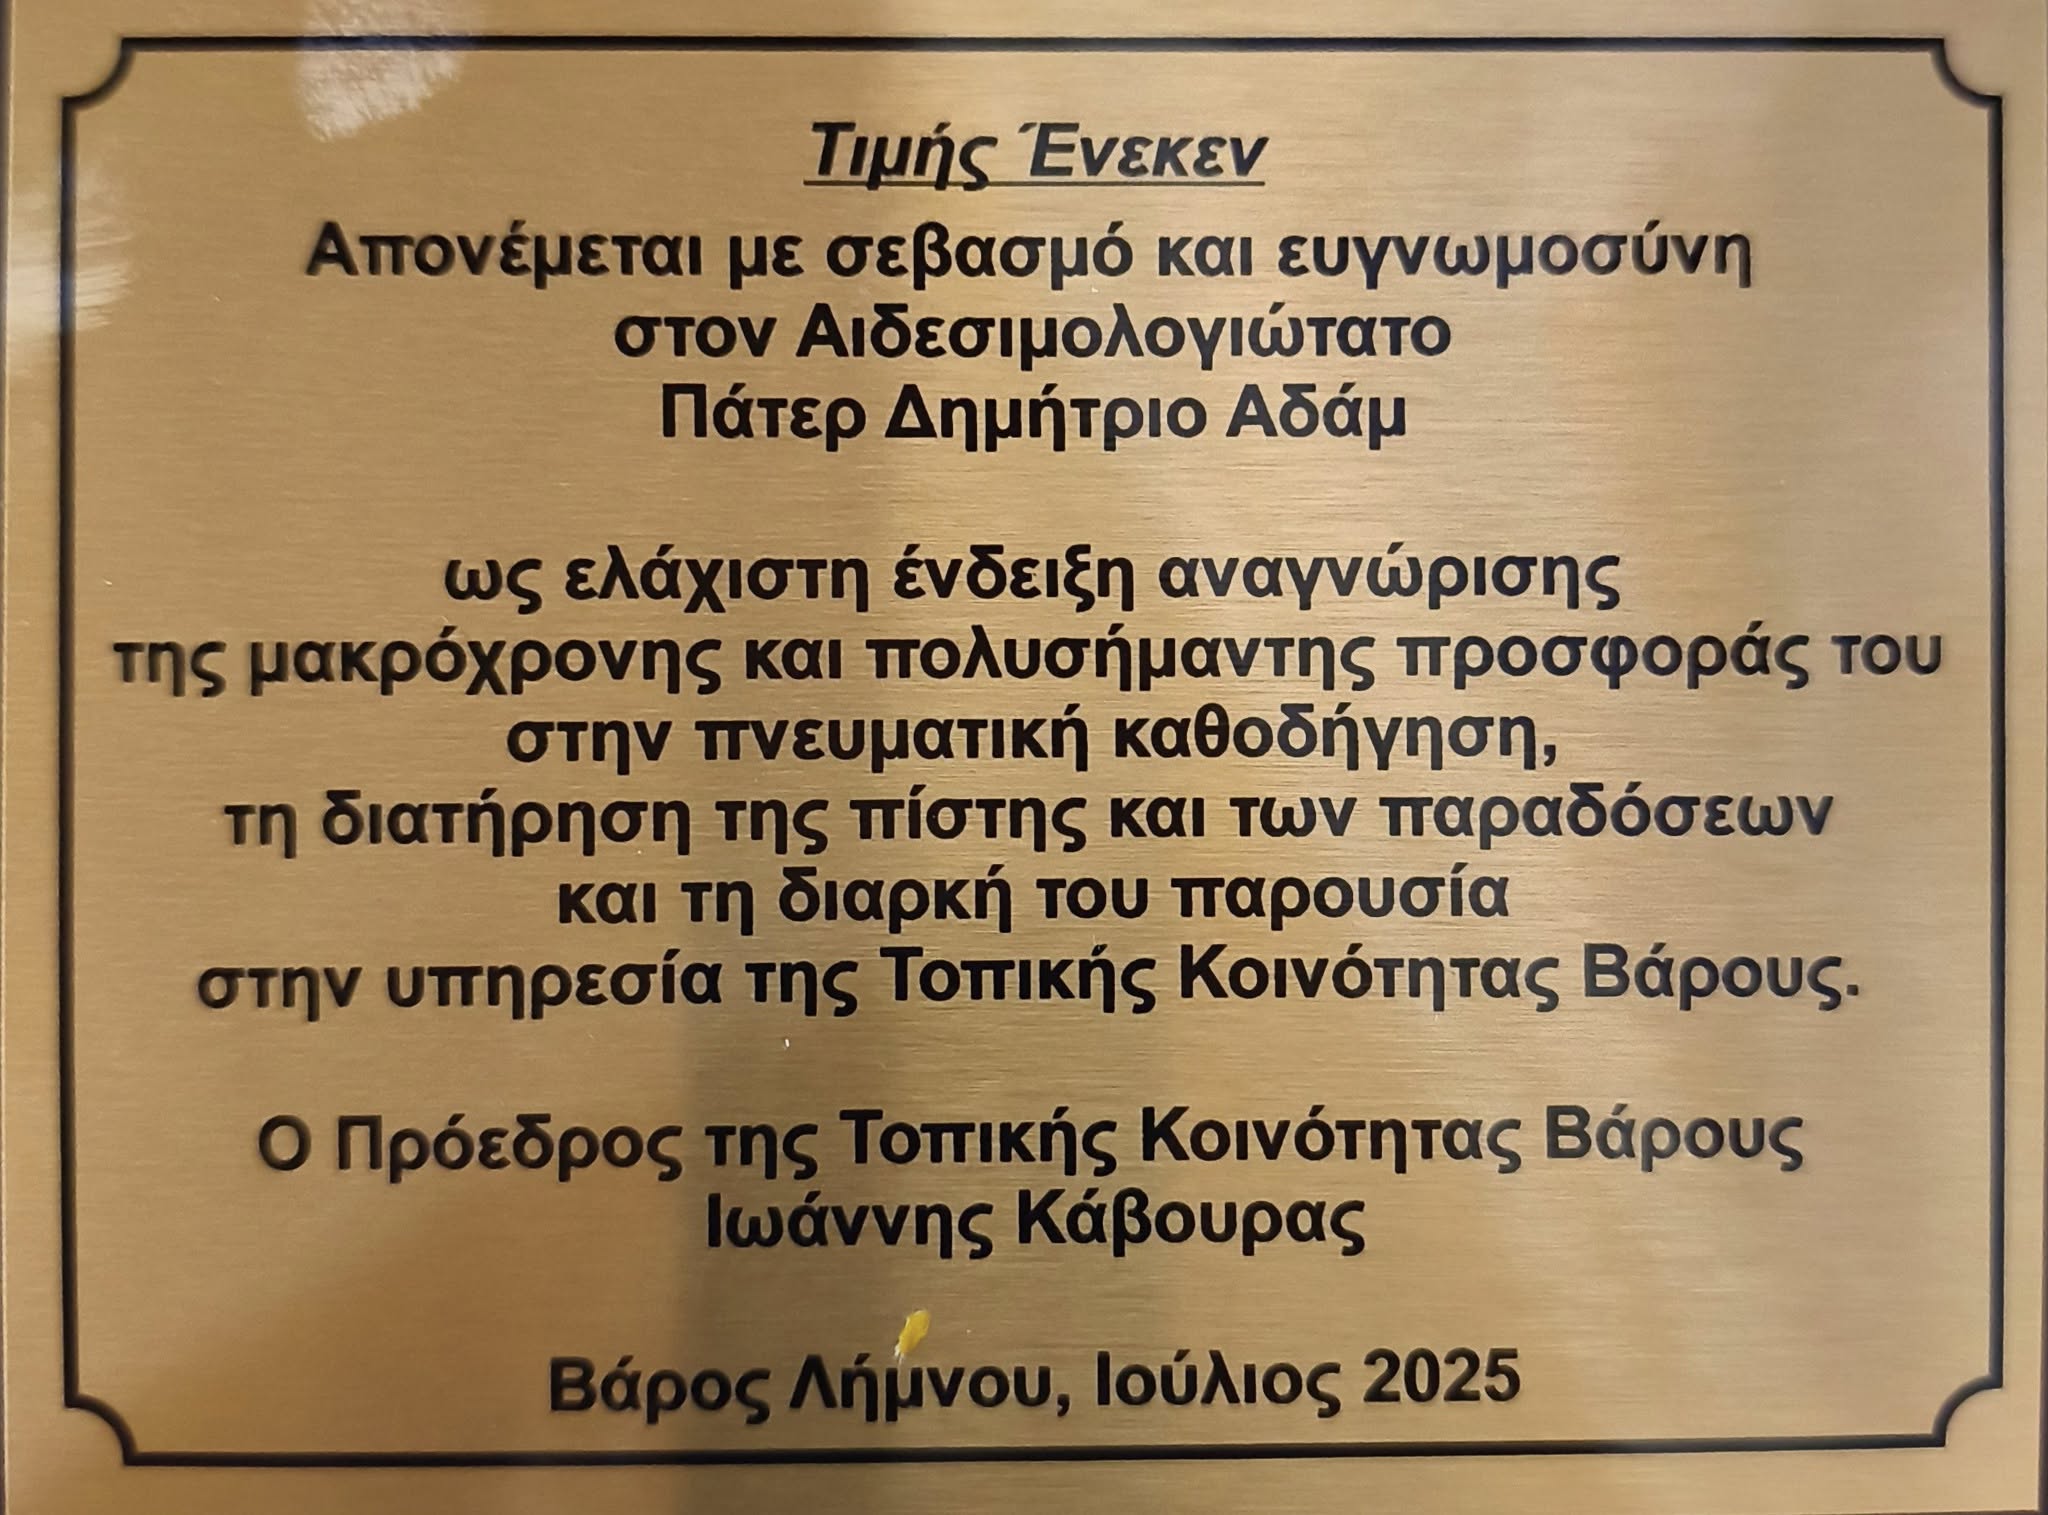 Τιμής Ένεκεν
Απονέμεται με σεβασμό και ευγνωμοσύνη
στον Αιδεσιμολογιώτατο
Πάτερ Δημήτριο Αδάμ
ως ελάχιστη ένδειξη αναγνώρισης
της μακρόχρονης και πολυσήμαντης προσφοράς του
στην πνευματική καθοδήγηση,
τη διατήρηση της πίστης και των παραδόσεων
και τη διαρκή του παρουσία
στην υπηρεσία της Τοπικής Κοινότητας Βάρους.
Ο Πρόεδρος της Τοπικής Κοινότητας Βάρους
Ιωάννης Κάβουρας
Βάρος Λήμνου, Ιούλιος 2025